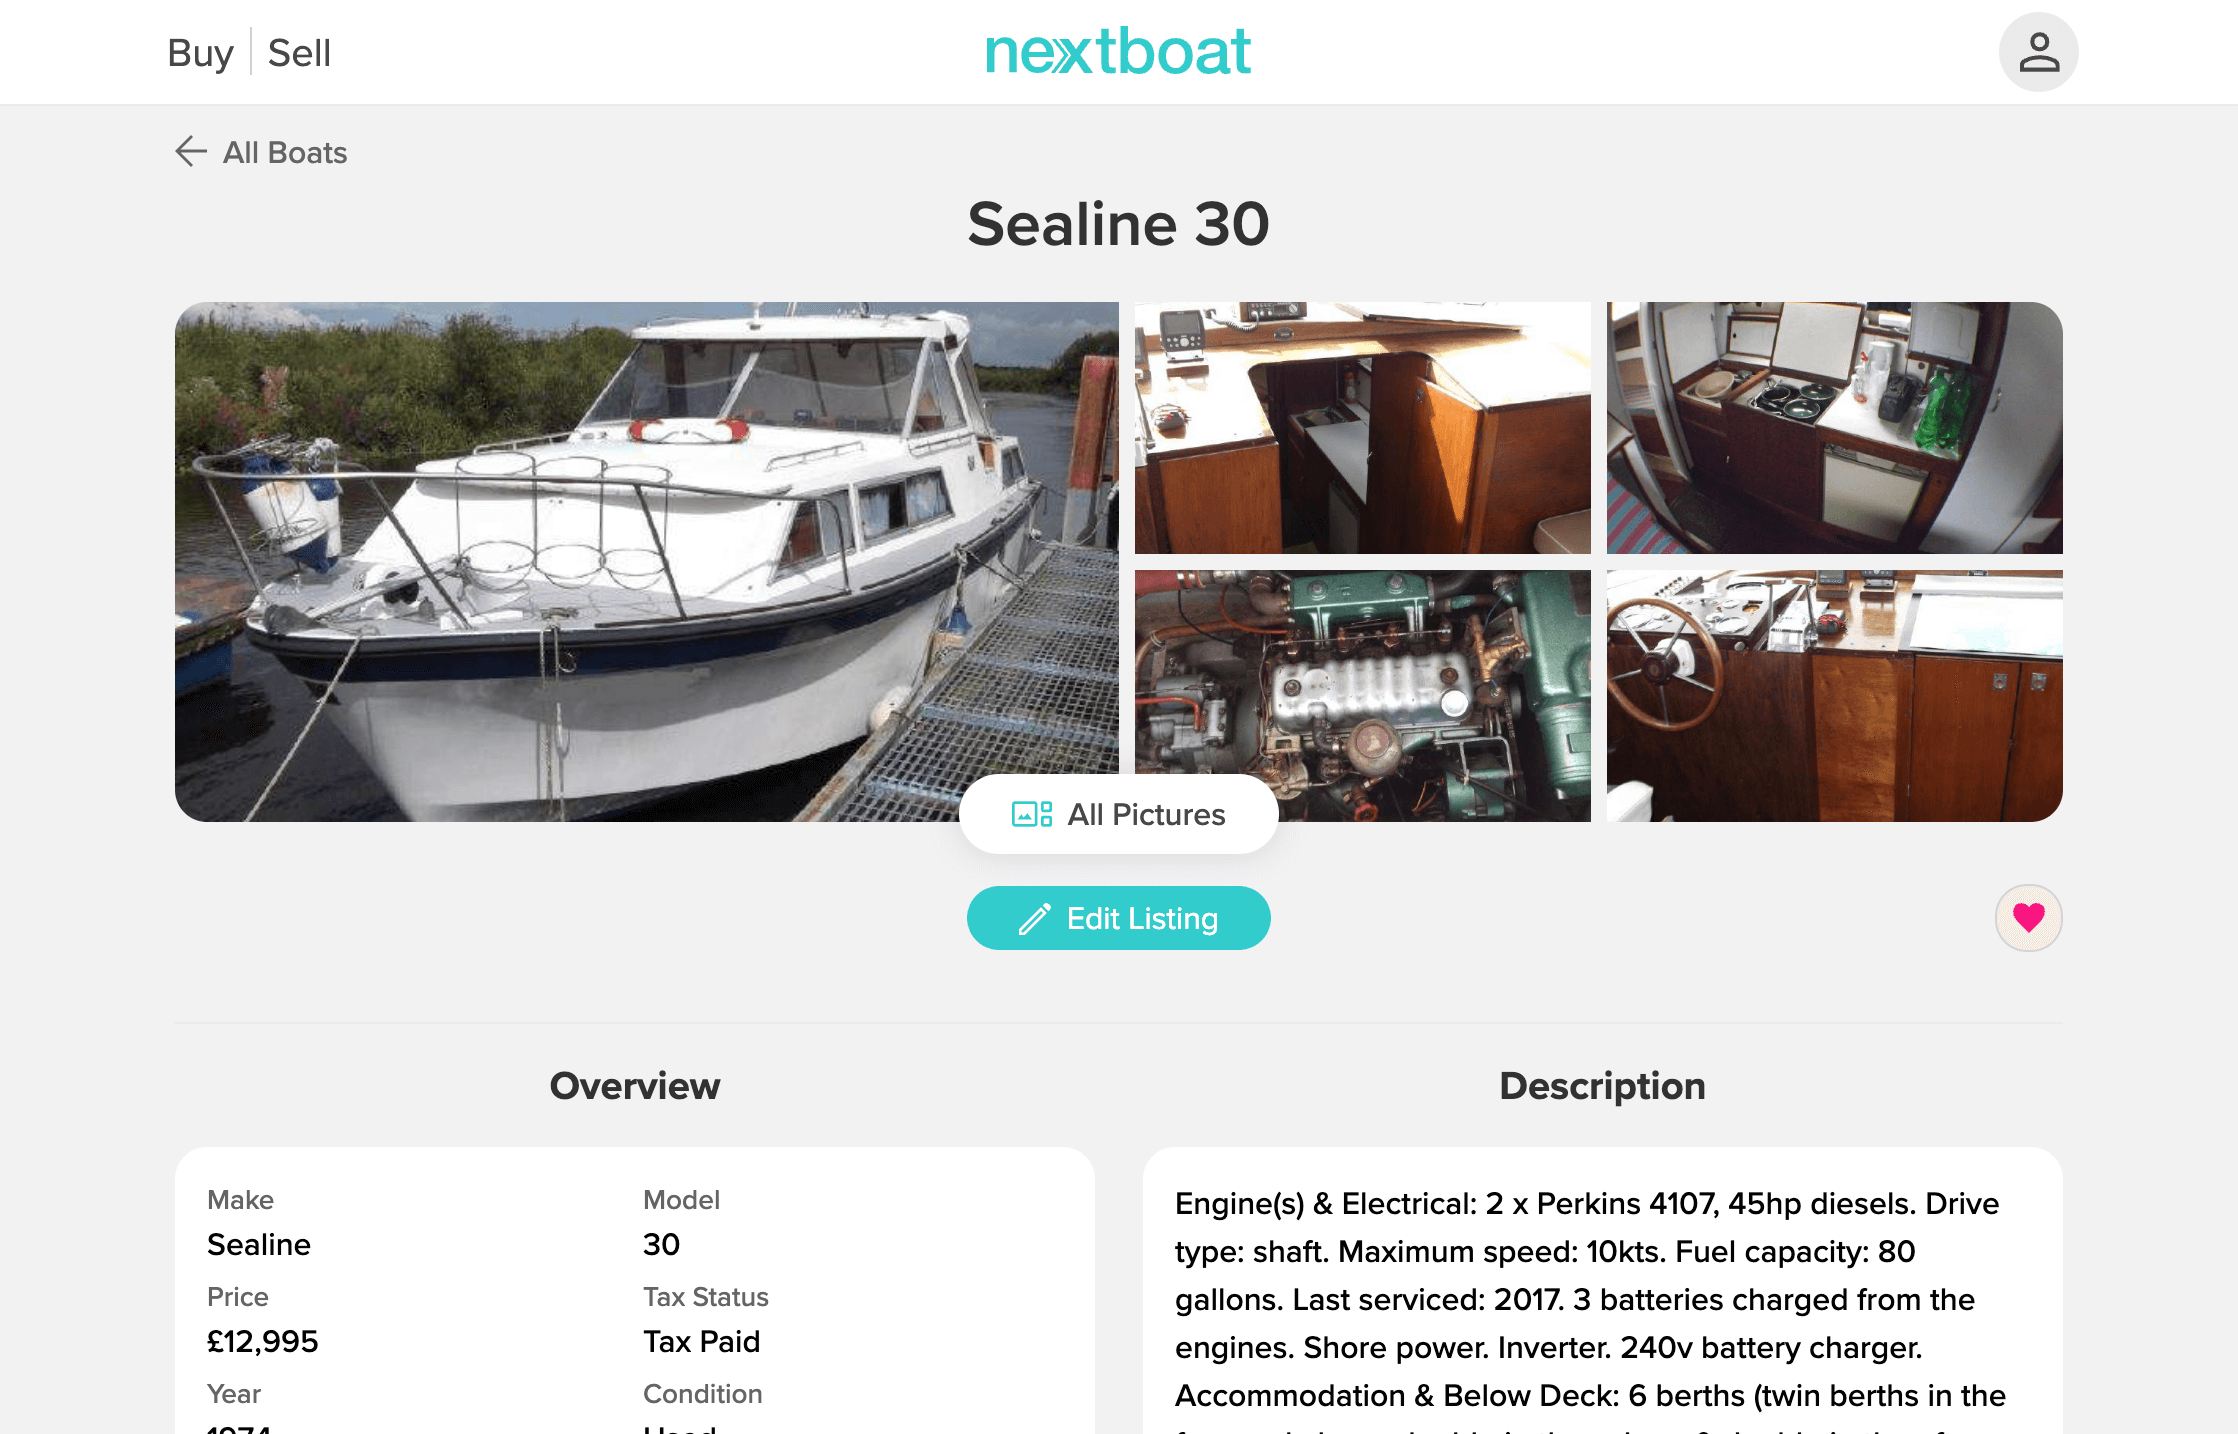 Buy
Sell
nextboat
All Boats
Sealine 30
All Pictures
Edit Listing
Overview
Make
Model
Sealine
30
Price
Tax Status
£12,995
Tax Paid
Year
Condition
1974
Used
Description
Engine(s) & Electrical: 2 x Perkins 4107, 45hp diesels. Drive
type: shaft. Maximum speed: 10kts. Fuel capacity: 80
gallons. Last serviced: 2017. 3 batteries charged from the
engines. Shore power. Inverter. 240v battery charger.
Accommodation & Below Deck: 6 berths (twin berths in the